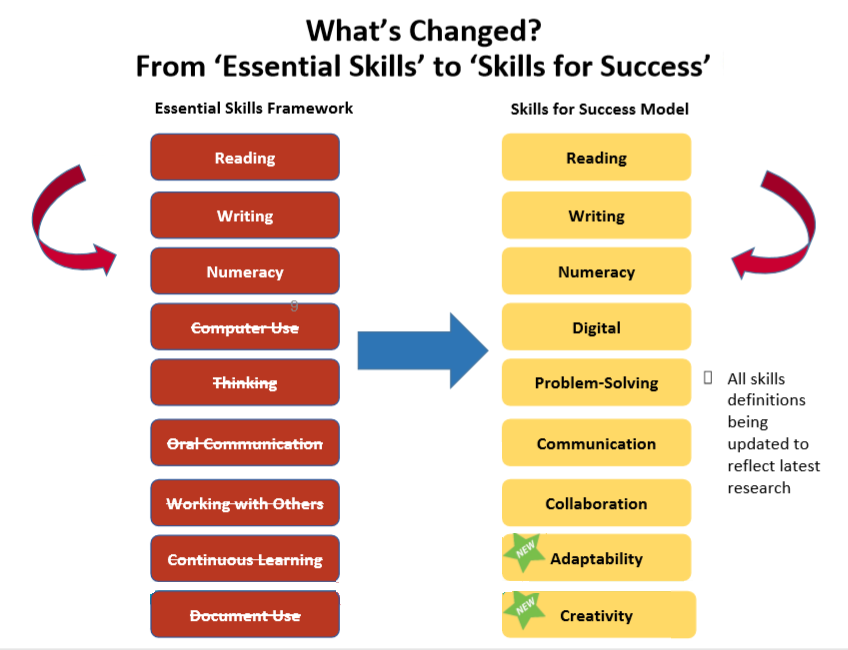 What’s Changed?
From ‘Essential Skills’ to ‘Skills for Success’
Essential Skills Framework
Reading
Writing
Numeracy
9
Computer Use
Thinking
Oral Communication
Working with Others
Continuous Learning
Document Use
Skills for Success Model
Reading
Writing
Numeracy
Digital
Problem-Solving
Communication
Collaboration
NEW
Adaptability
NEW
Creativity
All skills
definitions
being
updated to
reflect latest
research